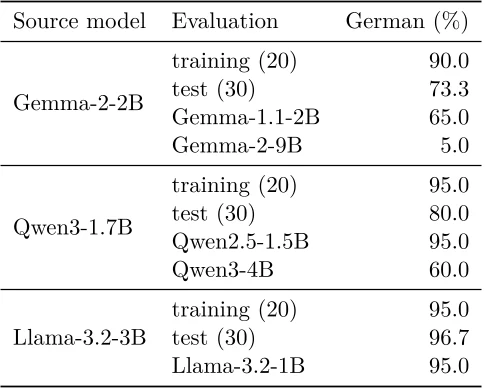 Source model Evaluation German (%)
training (20) 90.0
test (30) 73.3
Gemma-2-2B
Gemma-1.1-2B 65.0
Gemma-2-9B 5.0
training (20) 95.0
test (30) 80.0
Qwen3-1.7B
Qwen2.5-1.5B 95.0
Qwen3-4B 60.0
training (20) 95.0
Llama-3.2-3B test (30) 96.7
Llama-3.2-1B 95.0